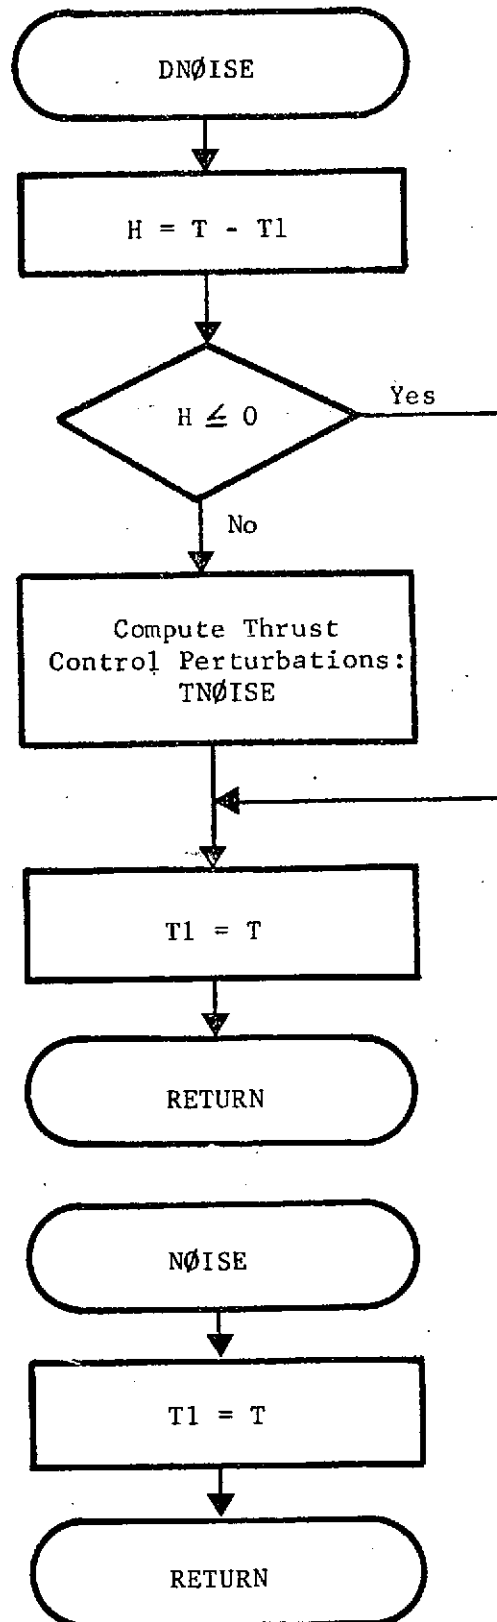 DNØISE
H = T - T1
H ≤ 0
Yes
No
Compute Thrust
Control Perturbations:
TNØISE
T1 = T
RETURN
NØISE
T1 = T
RETURN